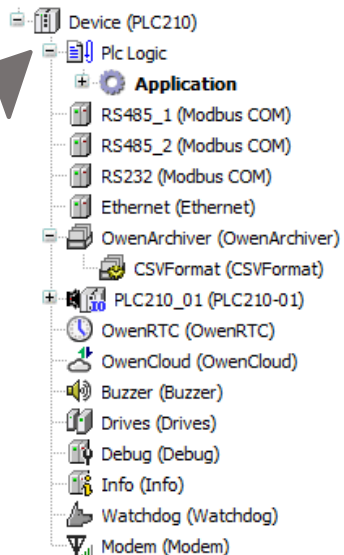 Device (PLC210)
Plc Logic
Application
RS485_1 (Modbus COM)
RS485_2 (Modbus COM)
RS232 (Modbus COM)
Ethernet (Ethernet)
OwenArchiver (OwenArchiver)
CSVFormat (CSVFormat)
PLC210_01 (PLC210-01)
OwenRTC (OwenRTC)
OwenCloud (OwenCloud)
Buzzer (Buzzer)
Drives (Drives)
Debug (Debug)
Info (Info)
Watchdog (Watchdog)
Modem (Modem)